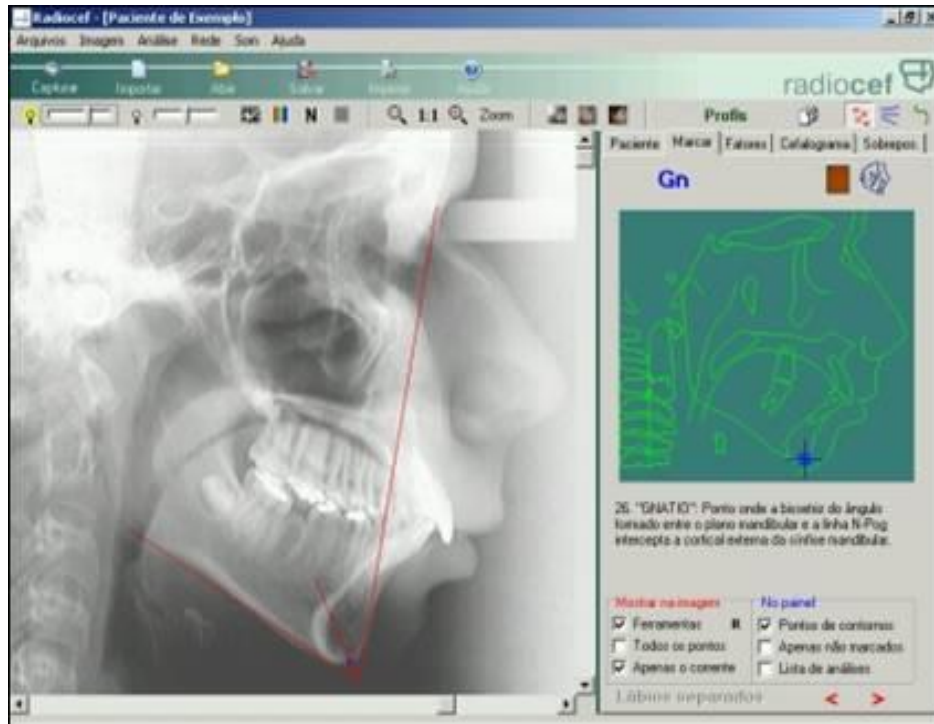 Radiocef - [Paciente de Exemplo]
Arquivos Imagem Análise Rede Som Ajuda
Capturar Importar Abrir Salvar Imprimir Ajuda
radiocef
N 1:1 Zoom Profis
Paciente Marcar Fatores Cefalograma Sobrepos.
Gn
26. "GNATIO": Ponto onde a bissetriz do ângulo
formado entre o plano mandibular e a linha N-Pog
intercepta a cortical externa da sínfise mandibular.
Mostrar na imagem No painel
Ferramentas R Pontos de contornos
Todos os pontos Apenas não marcados
Apenas o corrente Lista de análises
Lábios separados < >